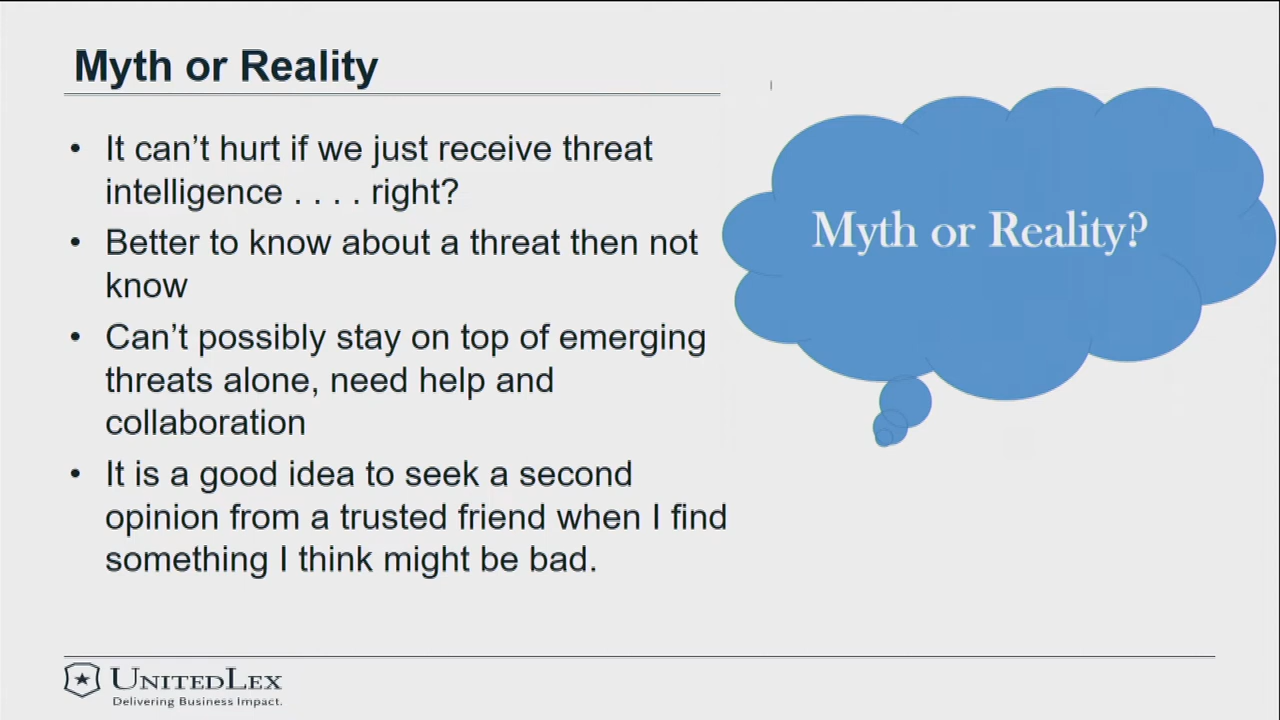 Myth or Reality
• It can't hurt if we just receive threat
intelligence . . . . right?
• Better to know about a threat then not
know
• Can't possibly stay on top of emerging
threats alone, need help and
collaboration
• It is a good idea to seek a second
opinion from a trusted friend when I find
something I think might be bad.
Myth or Reality?
UNITEDLEX
Delivering Business Impact.